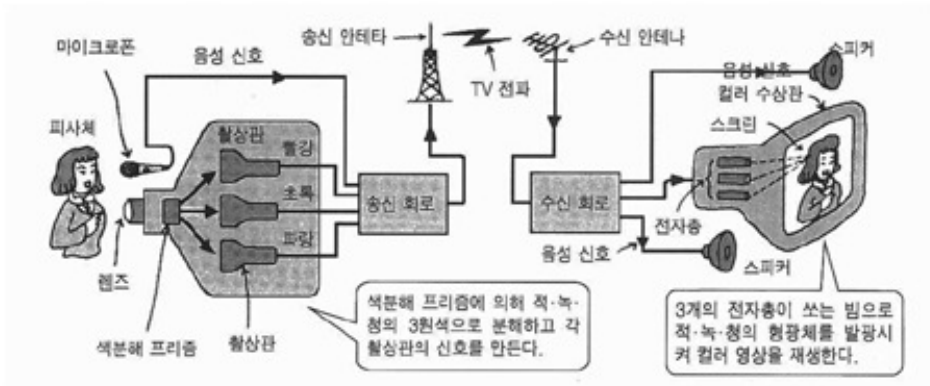 마이크로폰
음성 신호
송신 안테타
TV 전파
수신 안테나
스피커
음성 신호
컬러 수상관
스크린
피사체
촬상관
빨강
초록
파랑
송신 회로
수신 회로
전자총
음성 신호
스피커
렌즈
색분해 프리즘
촬상관
색분해 프리즘에 의해 적·녹·
청의 3원색으로 분해하고 각
촬상관의 신호를 만든다.
3개의 전자총이 쏘는 빔으로
적·녹·청의 형광체를 발광시
켜 컬러 영상을 재생한다.